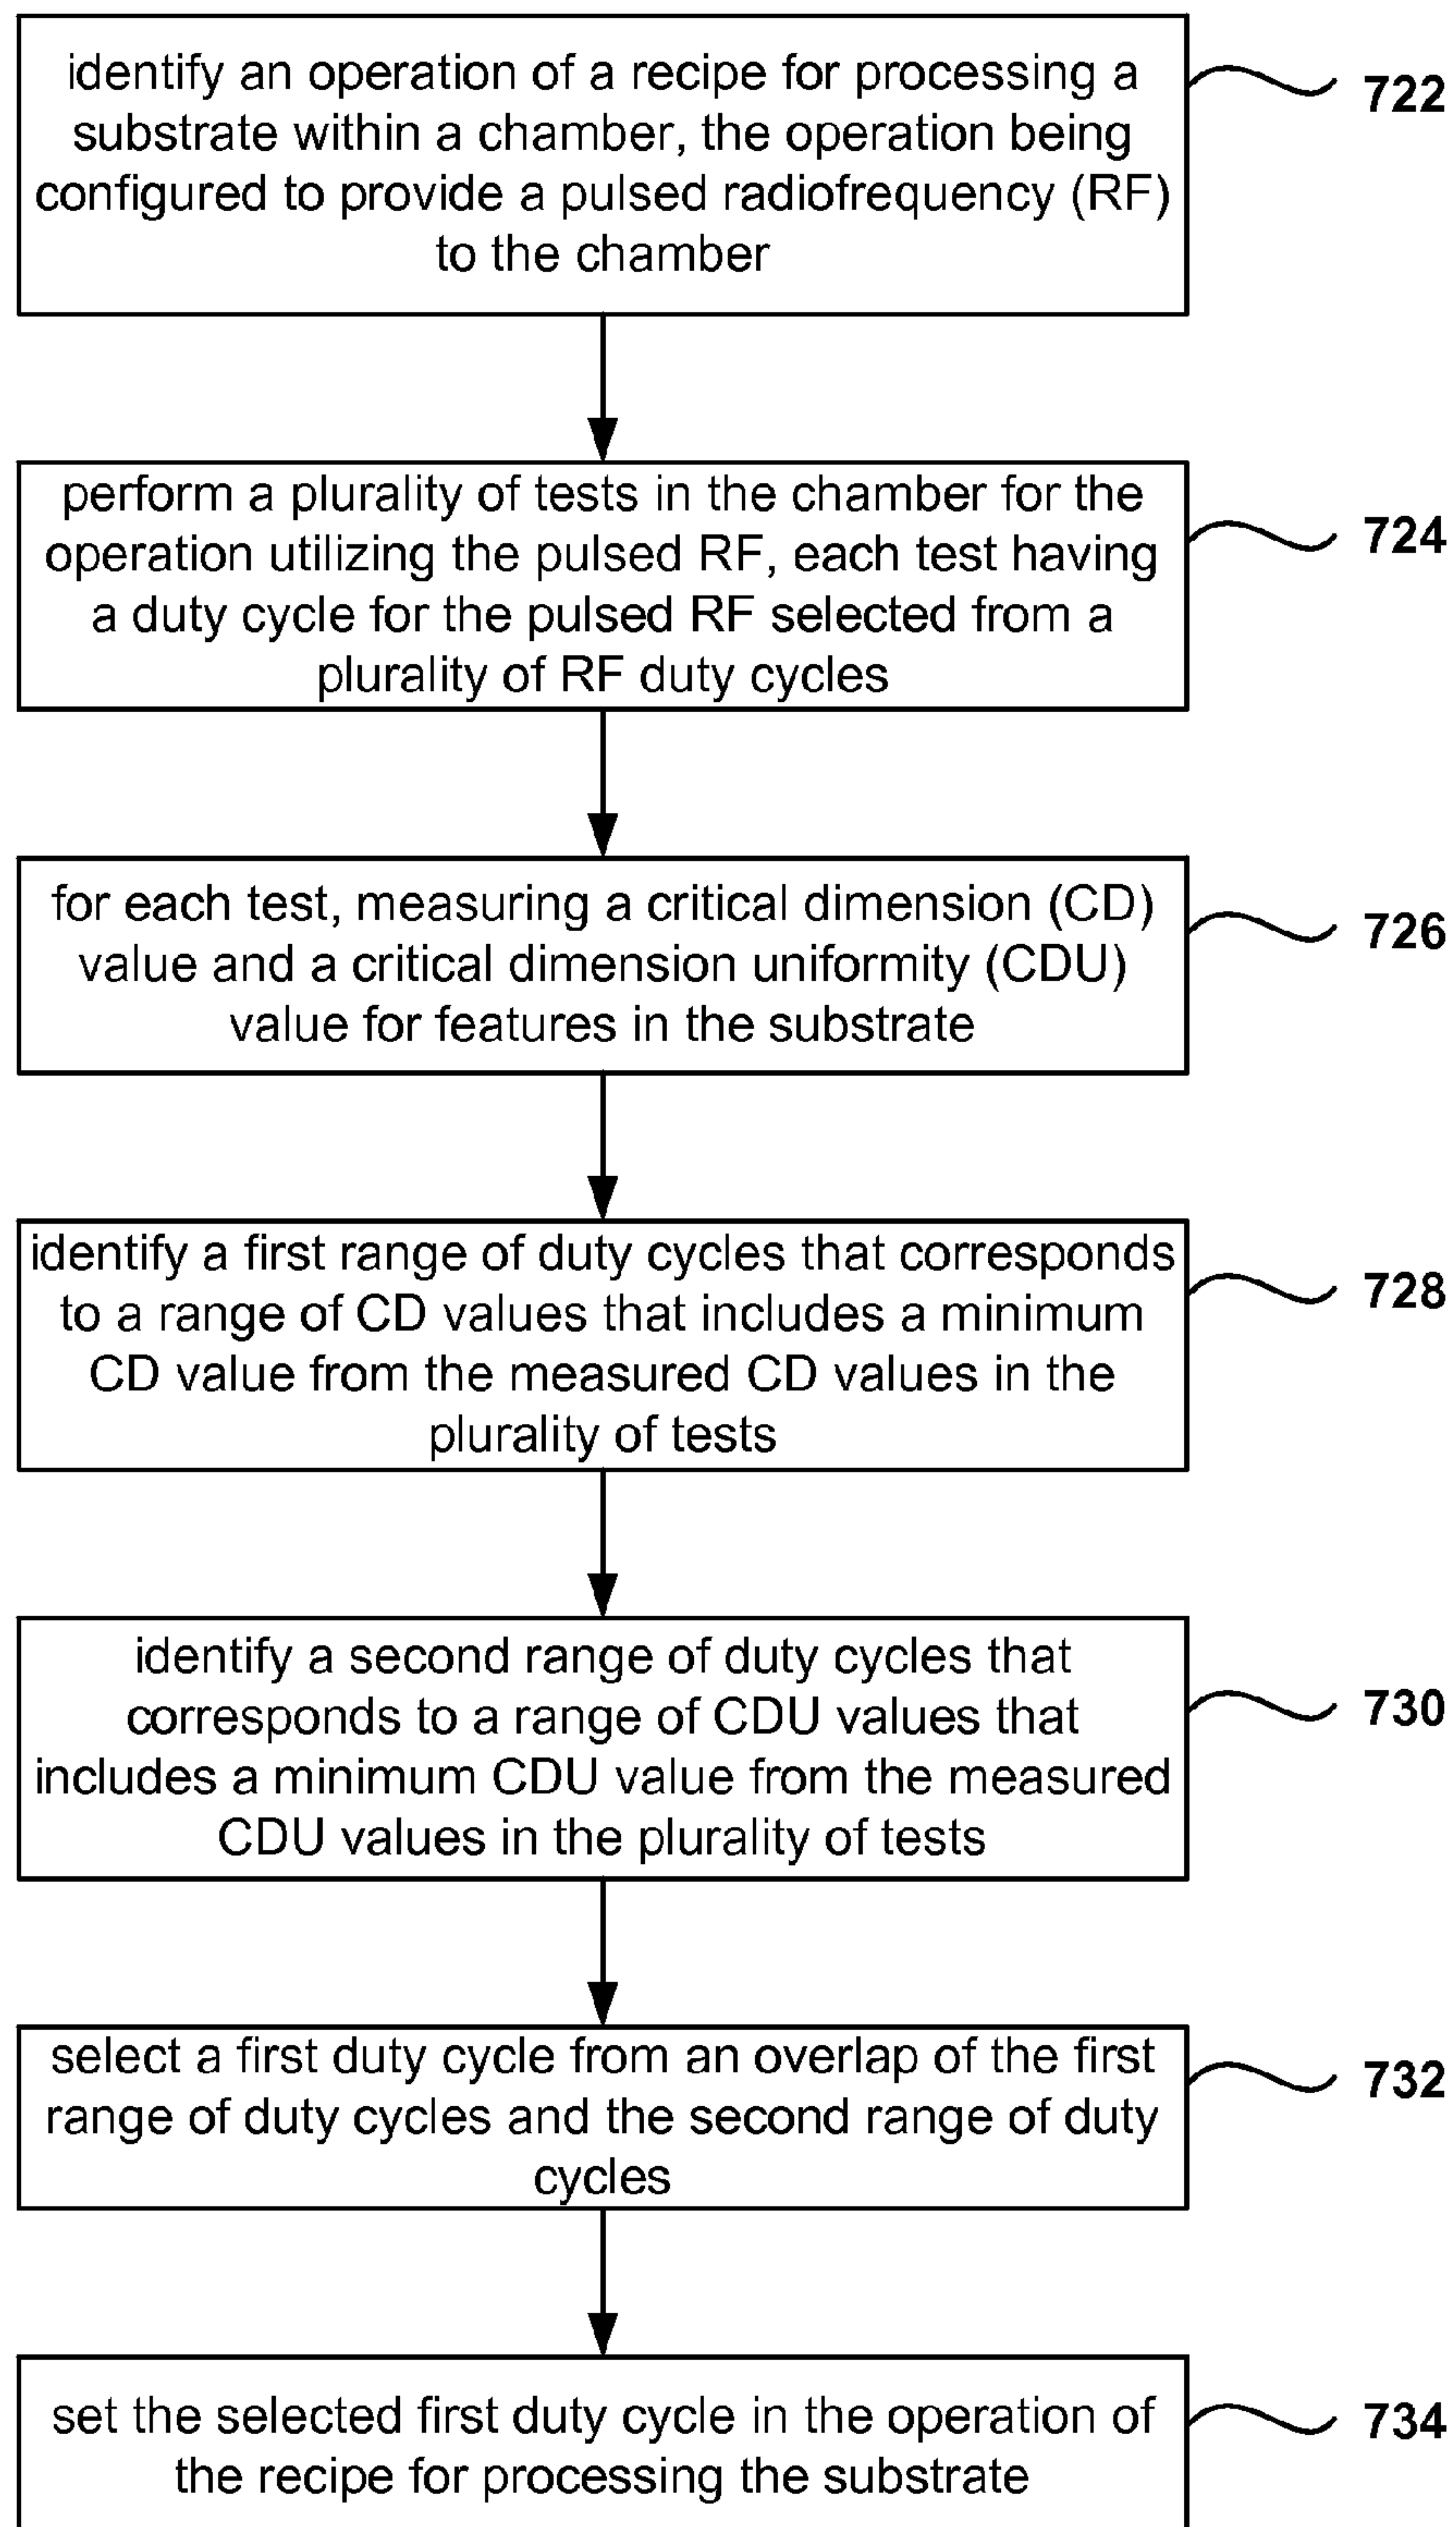 identify an operation of a recipe for processing a
substrate within a chamber, the operation being
configured to provide a pulsed radiofrequency (RF)
to the chamber
722
perform a plurality of tests in the chamber for the
operation utilizing the pulsed RF, each test having
a duty cycle for the pulsed RF selected from a
plurality of RF duty cycles
724
for each test, measuring a critical dimension (CD)
value and a critical dimension uniformity (CDU)
value for features in the substrate
726
identify a first range of duty cycles that corresponds
to a range of CD values that includes a minimum
CD value from the measured CD values in the
plurality of tests
728
identify a second range of duty cycles that
corresponds to a range of CDU values that
includes a minimum CDU value from the measured
CDU values in the plurality of tests
730
select a first duty cycle from an overlap of the first
range of duty cycles and the second range of duty
cycles
732
set the selected first duty cycle in the operation of
the recipe for processing the substrate
734